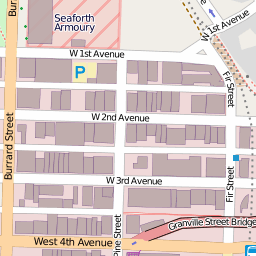 Seaforth
Armoury
W 1st Avenue
W 1st Avenue
P
Fir Street
Burrard Street
W 2nd Avenue
W 3rd Avenue
Fir Street
Pine Street
Granville Street Bridge
West 4th Avenue
Burr